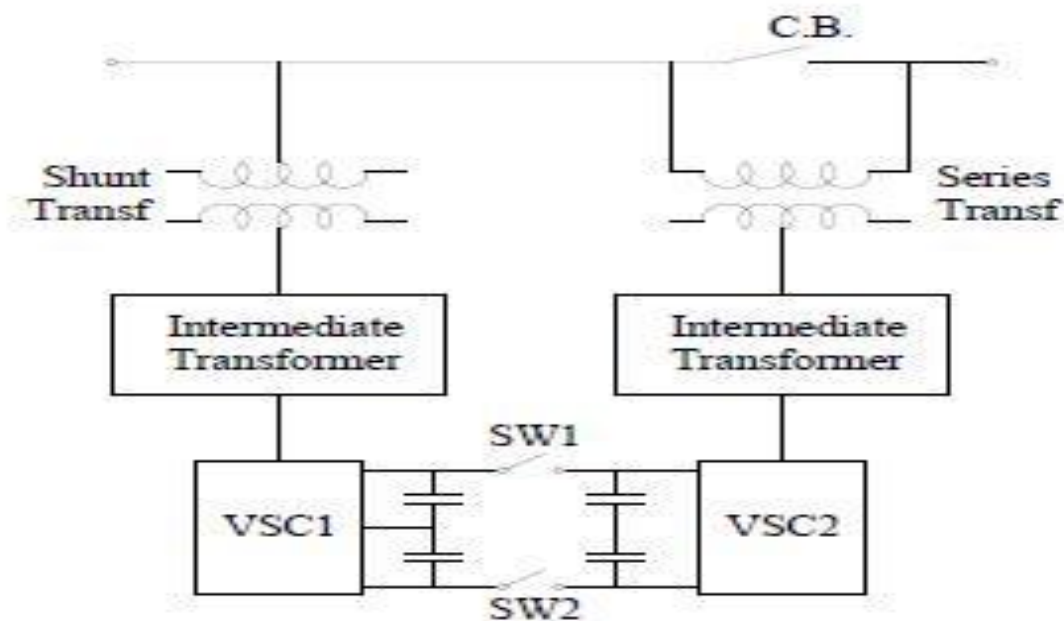 C.B.
Shunt
Transf
Series
Transf
Intermediate
Transformer
Intermediate
Transformer
SW1
VSC1
VSC2
SW2